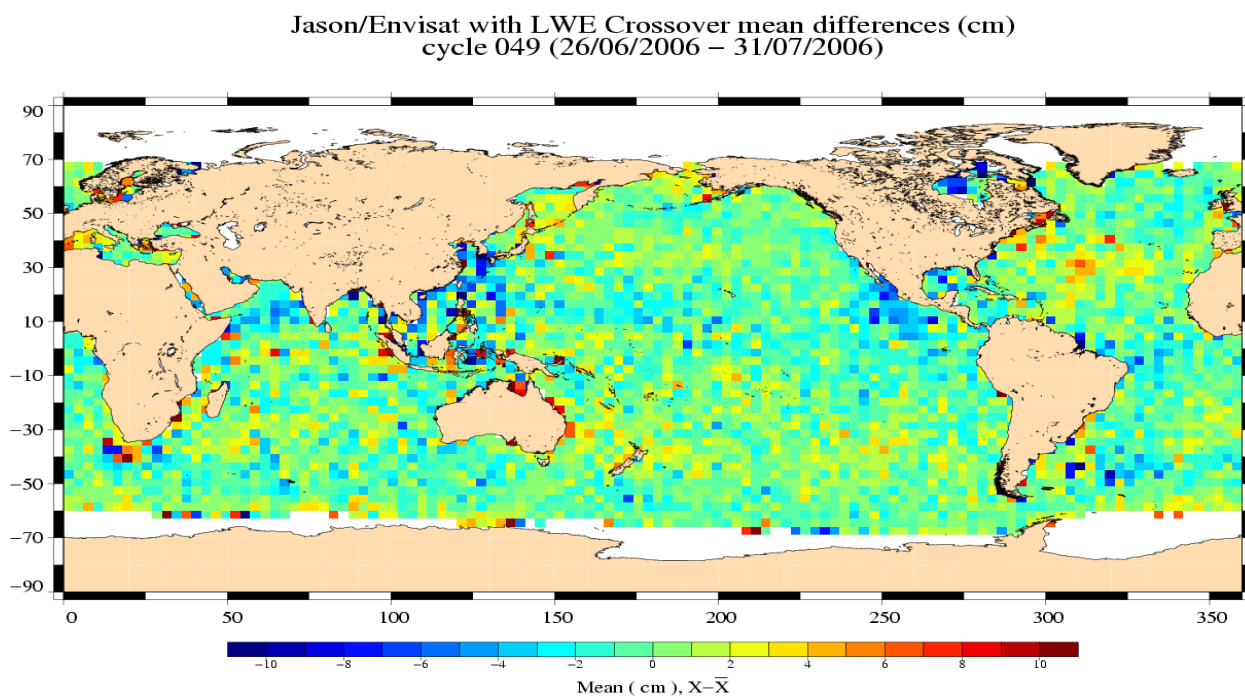 Jason/Envisat with LWE Crossover mean differences (cm)
cycle 049 (26/06/2006 − 31/07/2006)
90
70
50
30
10
−10
−30
−50
−70
−90
0 50 100 150 200 250 300 350
−10 −8 −6 −4 −2 0 2 4 6 8 10
Mean ( cm ), X−X̅